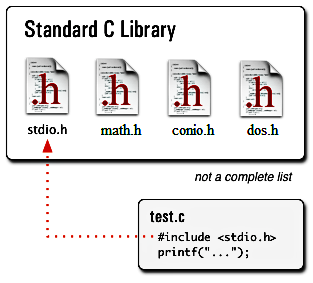 Standard C Library
.h .h .h .h
stdio.h math.h conio.h dos.h
not a complete list
test.c
#include <stdio.h>
printf("...");